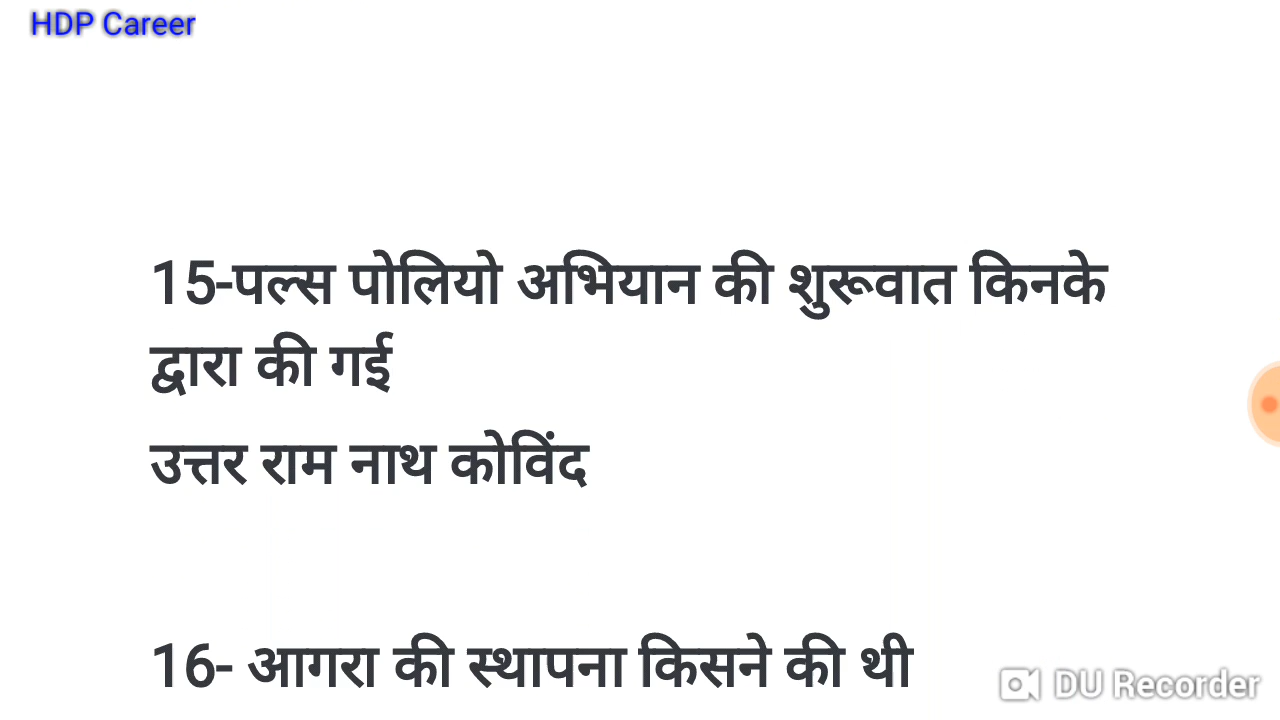 HDP Career
15-पल्स पोलियो अभियान की शुरूवात किनके
द्वारा की गई
उत्तर राम नाथ कोविंद
16- आगरा की स्थापना किसने की थी
DU Recorder